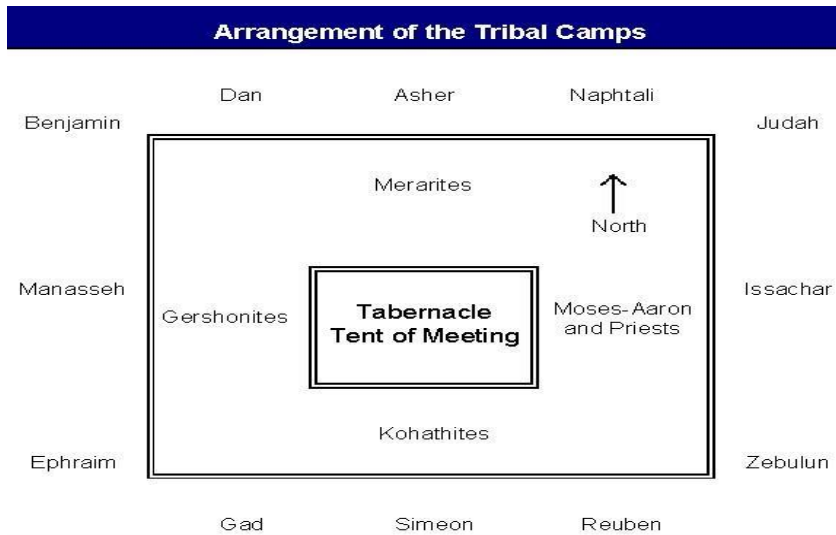 Arrangement of the Tribal Camps
Dan Asher Naphtali
Benjamin Judah
Merarites
North
Manasseh Issachar
Gershonites
Tabernacle
Tent of Meeting
Moses-Aaron
and Priests
Kohathites
Ephraim Zebulun
Gad Simeon Reuben